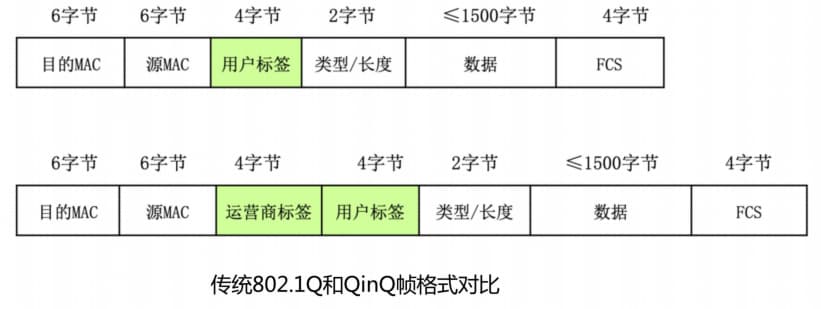 6字节 6字节 4字节 2字节 ≤1500字节 4字节
目的MAC 源MAC 用户标签 类型/长度 数据 FCS
6字节 6字节 4字节 4字节 2字节 ≤1500字节 4字节
目的MAC 源MAC 运营商标签 用户标签 类型/长度 数据 FCS
传统802.1Q和QinQ帧格式对比